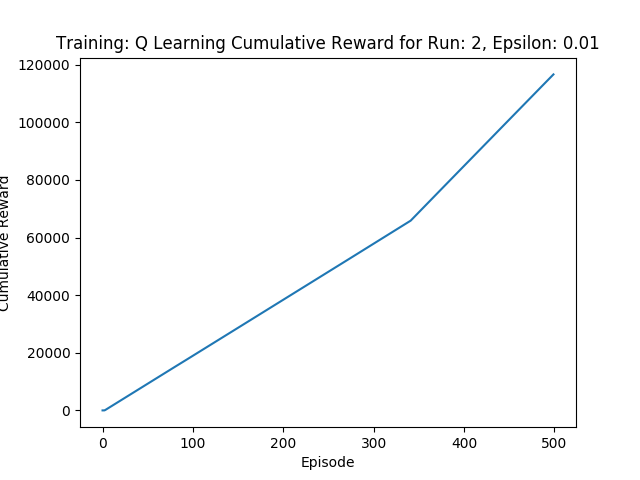 Training: Q Learning Cumulative Reward for Run: 2, Epsilon: 0.01
120000
100000
80000
60000
40000
20000
0
Cumulative Reward
0 100 200 300 400 500
Episode